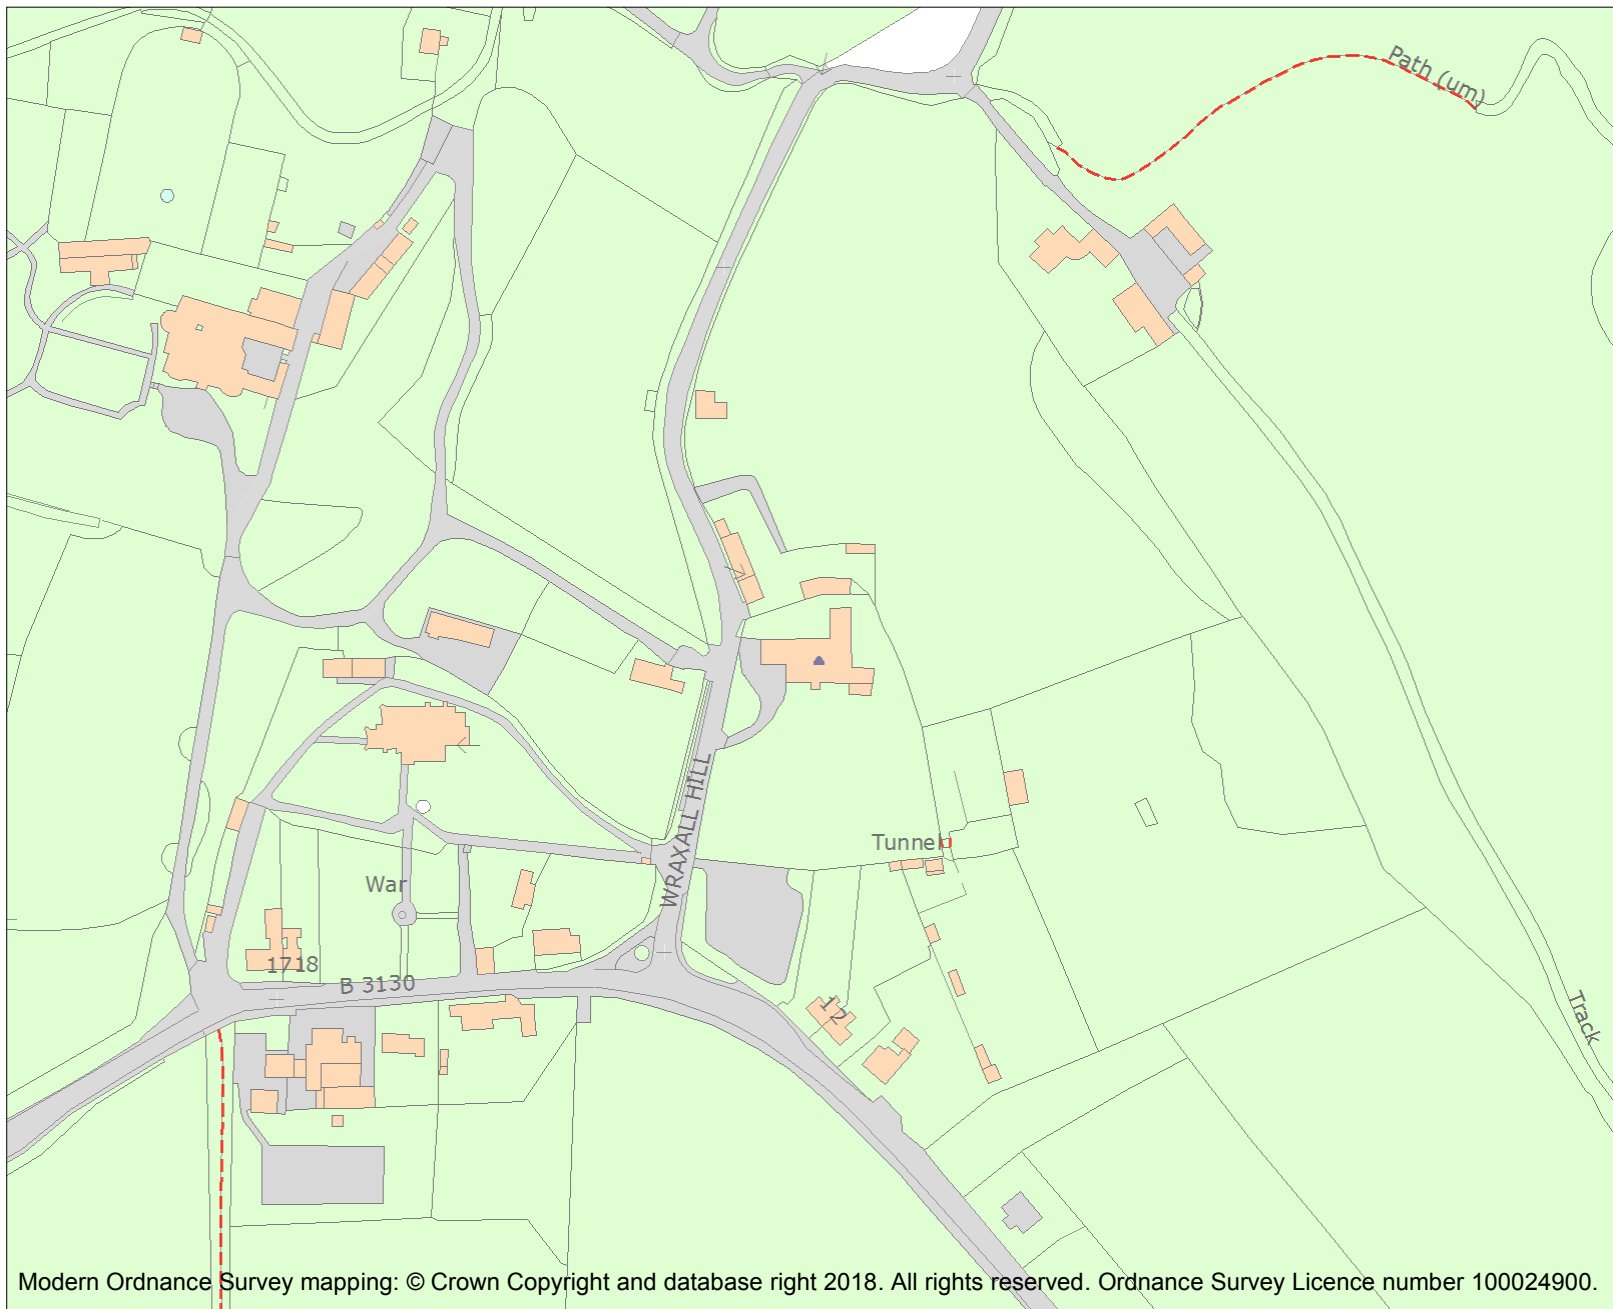 Path (um)
WRAXALL HILL
Tunnel
War
1718
B 3130
12
Track
Modern Ordnance Survey mapping: © Crown Copyright and database right 2018. All rights reserved. Ordnance Survey Licence number 100024900.